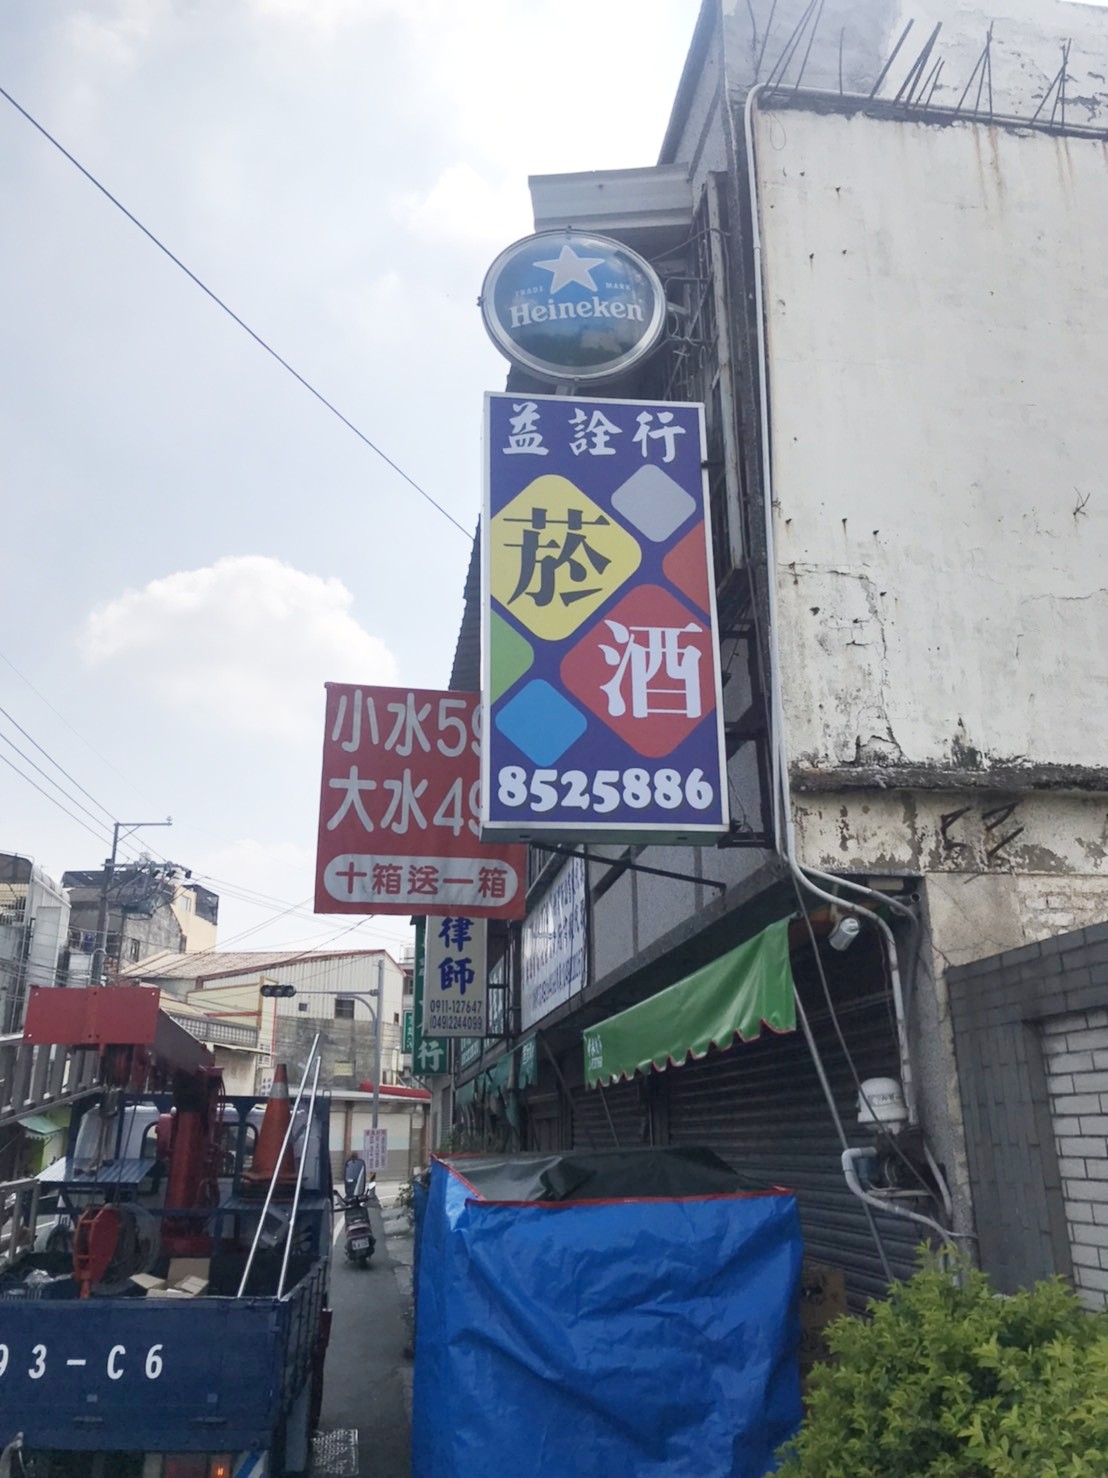 TRADE MARK
Heineken
益詮行
菸
酒
8525886
小水59
大水49
十箱送一箱
律師
0911-127647
(049)2244099
行
93-C6